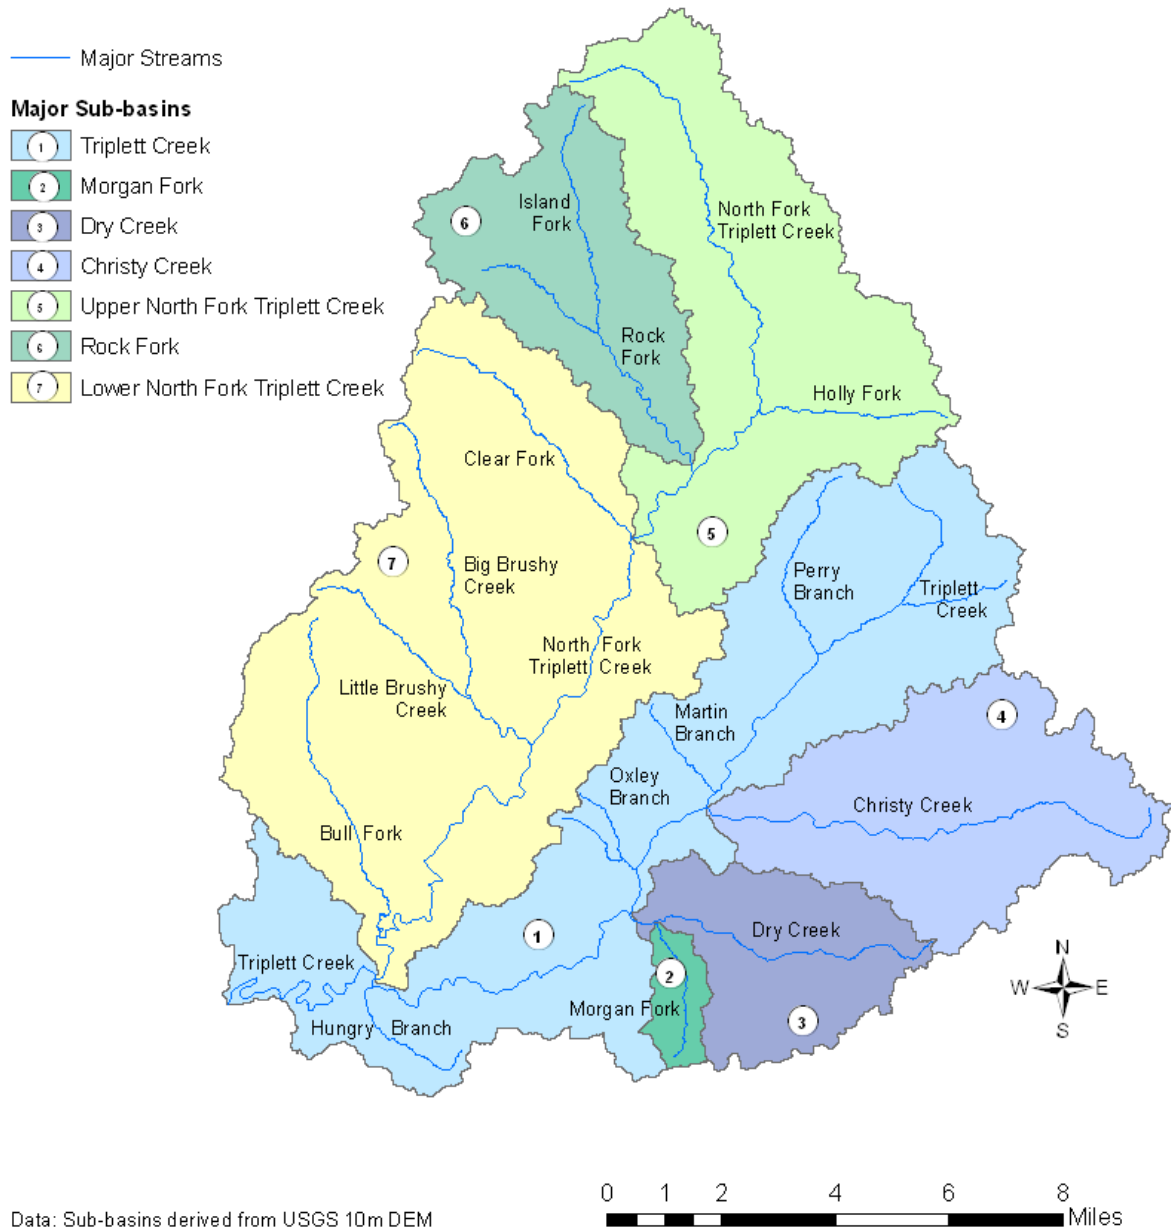 Major Streams
Major Sub-basins
1 Triplett Creek
2 Morgan Fork
3 Dry Creek
4 Christy Creek
5 Upper North Fork Triplett Creek
6 Rock Fork
7 Lower North Fork Triplett Creek
Island
Fork
6
North Fork
Triplett Creek
Rock
Fork
Holly Fork
Clear Fork
5
7
Big Brushy
Creek
Perry
Branch
Triplett
Creek
North Fork
Triplett Creek
Little Brushy
Creek
Martin
Branch
4
Oxley
Branch
Christy Creek
Bull Fork
1
Dry Creek
Triplett Creek
2
Morgan Fork
Hungry Branch
3
N
W E
S
0 1 2 4 6 8
Miles
Data: Sub-basins derived from USGS 10m DEM